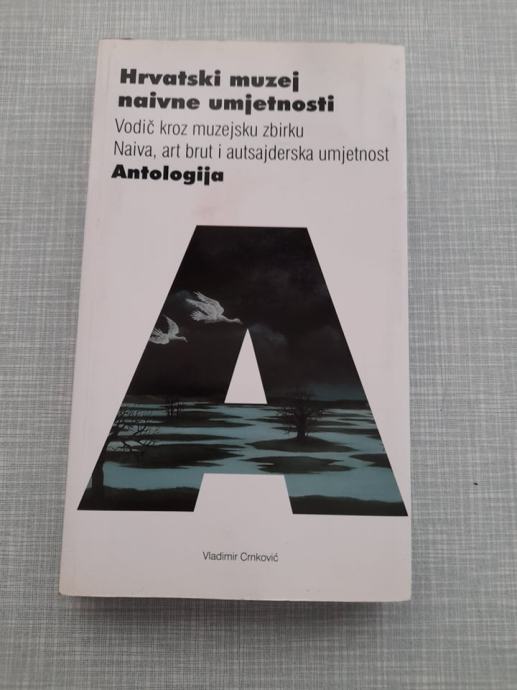 Hrvatski muzej
naivne umjetnosti
Vodič kroz muzejsku zbirku
Naiva, art brut i autsajderska umjetnost
Antologija
A
Vladimir Crnković